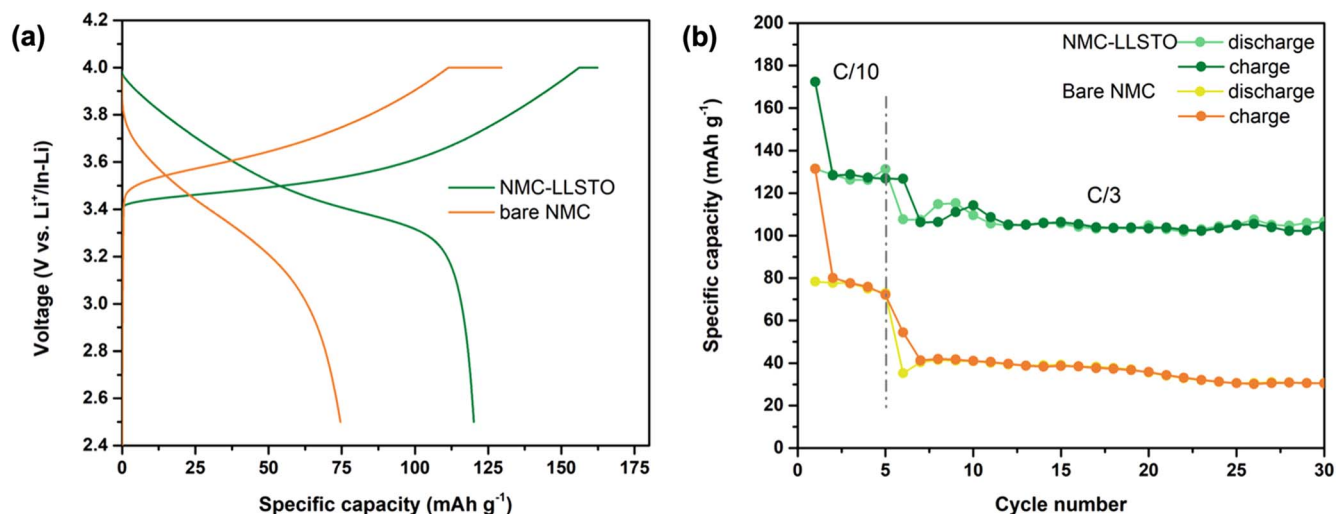 (a)
4.2
4.0
3.8
3.6
3.4
3.2
3.0
2.8
2.6
2.4
Voltage (V vs. Li⁺/In-Li)
NMC-LLSTO
bare NMC
0 25 50 75 100 125 150 175
Specific capacity (mAh g⁻¹)
(b)
200
180
160
140
120
100
80
60
40
20
0
Specific capacity (mAh g⁻¹)
NMC-LLSTO discharge
charge
Bare NMC discharge
charge
C/10
C/3
0 5 10 15 20 25 30
Cycle number